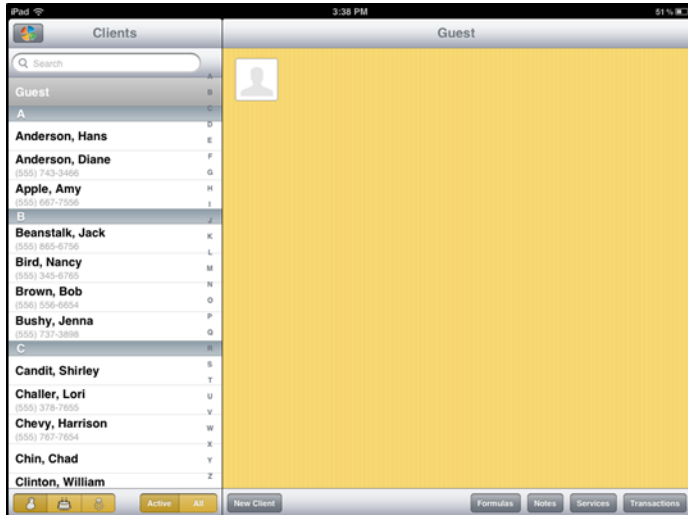 iPad 3:38 PM 51%
Clients
Guest
Search
Guest
A
Anderson, Hans
Anderson, Diane
(555) 743-3466
Apple, Amy
(555) 667-7556
B
Beanstalk, Jack
(555) 865-6756
Bird, Nancy
(555) 345-6765
Brown, Bob
(556) 556-6654
Bushy, Jenna
(555) 737-3898
C
Candit, Shirley
Challer, Lori
(555) 378-7655
Chevy, Harrison
(555) 767-7654
Chin, Chad
Clinton, William
A
B
C
D
E
F
G
H
I
J
K
L
M
N
O
P
Q
R
S
T
U
V
W
X
Y
Z
Active All
New Client Formulas Notes Services Transactions